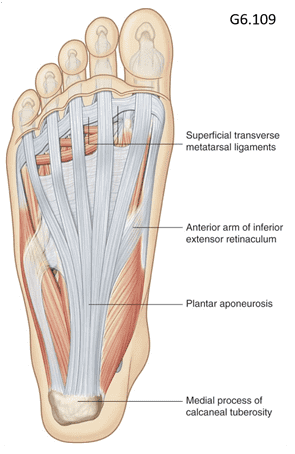 G6.109
Superficial transverse
metatarsal ligaments
Anterior arm of inferior
extensor retinaculum
Plantar aponeurosis
Medial process of
calcaneal tuberosity